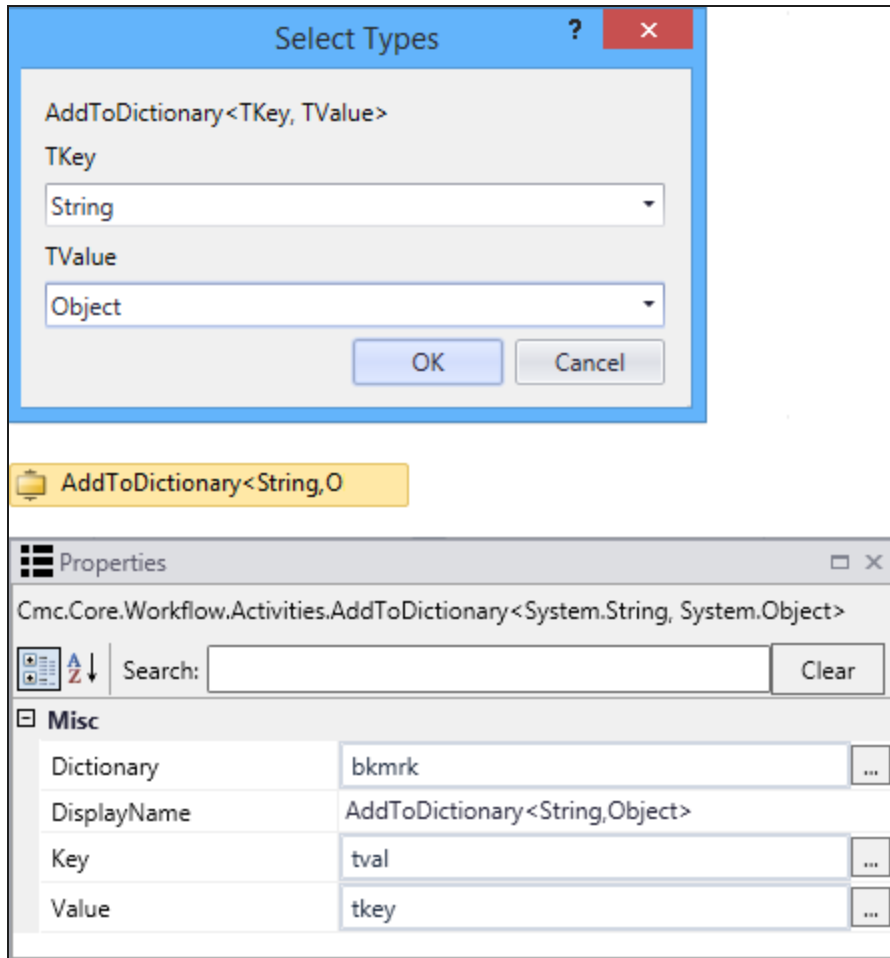 Select Types
?
×
AddToDictionary<TKey, TValue>
TKey
String
TValue
Object
OK Cancel
AddToDictionary<String,O
Properties
Cmc.Core.Workflow.Activities.AddToDictionary<System.String, System.Object>
AZ Search: Clear
Misc
Dictionary bkmrk ...
DisplayName AddToDictionary<String,Object>
Key tval ...
Value tkey ...